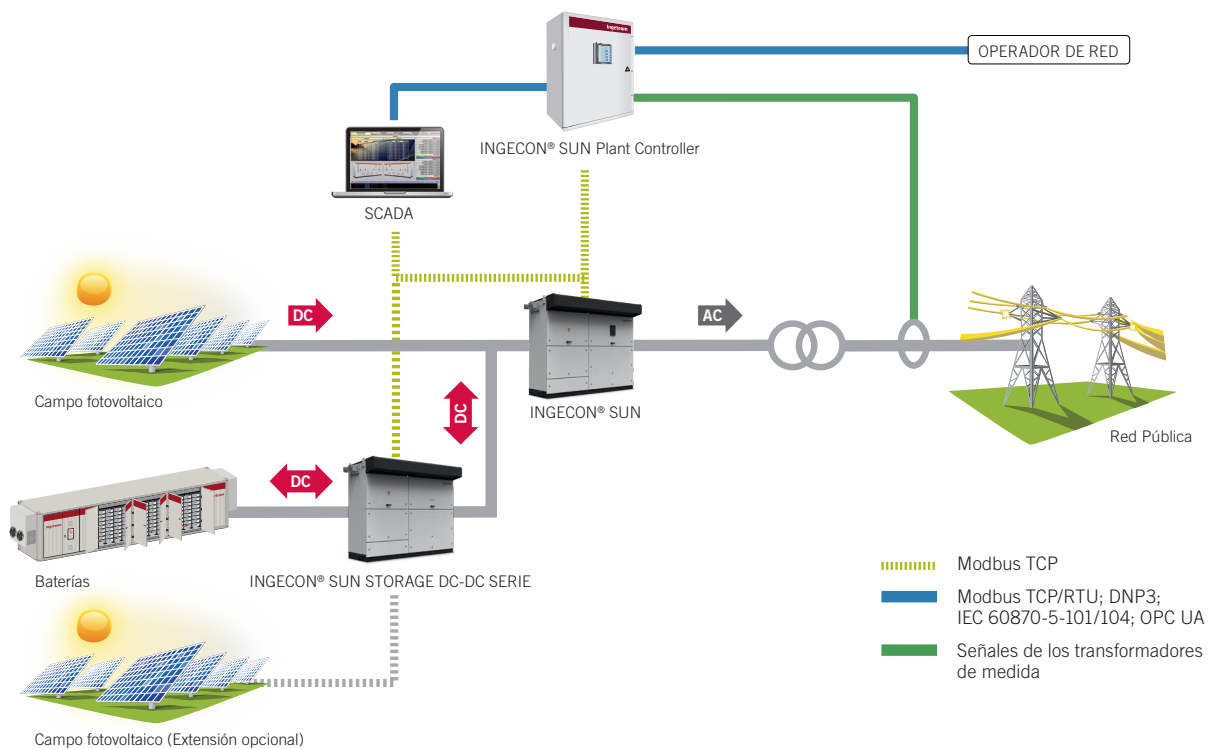 Ingeteam
OPERADOR DE RED
INGECON® SUN Plant Controller
SCADA
DC
AC
Campo fotovoltaico
INGECON® SUN
DC
Red Pública
DC
Baterías
INGECON® SUN STORAGE DC-DC SERIE
Modbus TCP
Modbus TCP/RTU; DNP3;
IEC 60870-5-101/104; OPC UA
Señales de los transformadores
de medida
Campo fotovoltaico (Extensión opcional)